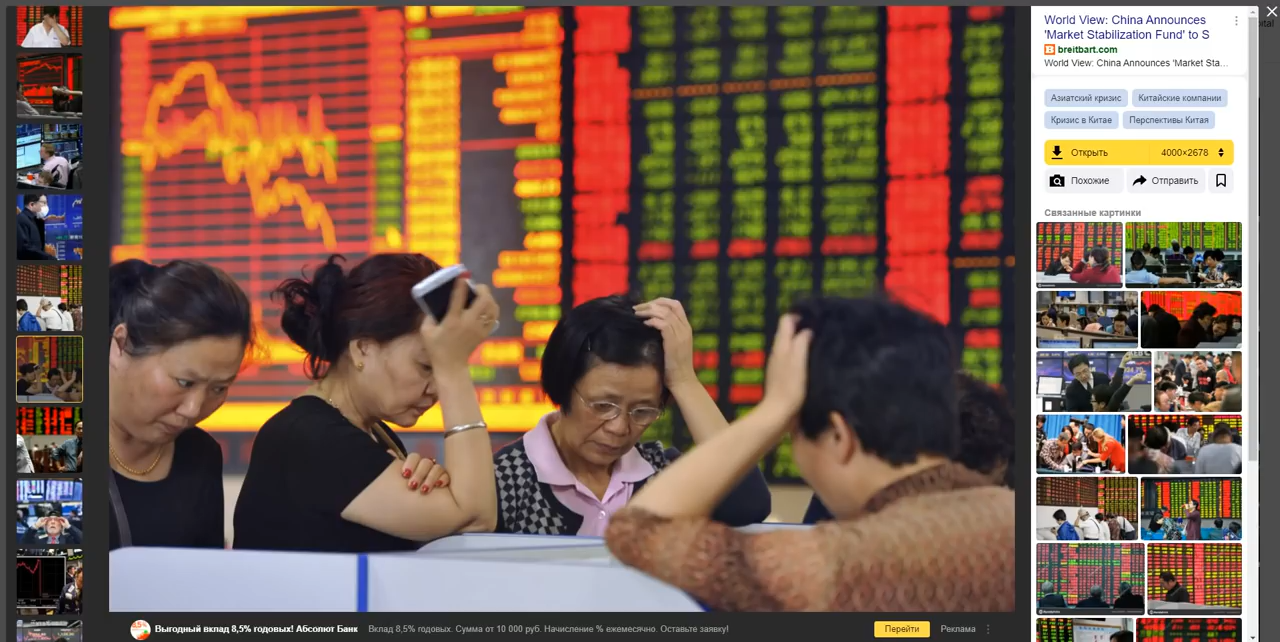 World View: China Announces
'Market Stabilization Fund' to S
breitbart.com
World View: China Announces 'Market Sta...
Азиатский кризис
Китайские компании
Кризис в Китае
Перспективы Китая
Открыть
4000×2678
Похожие
Отправить
Связанные картинки
Выгодный вклад 8,5% годовых! Абсолют Банк
Вклад 8,5% годовых. Сумма от 10 000 руб. Начисление % ежемесячно. Оставьте заявку!
Перейти
Реклама